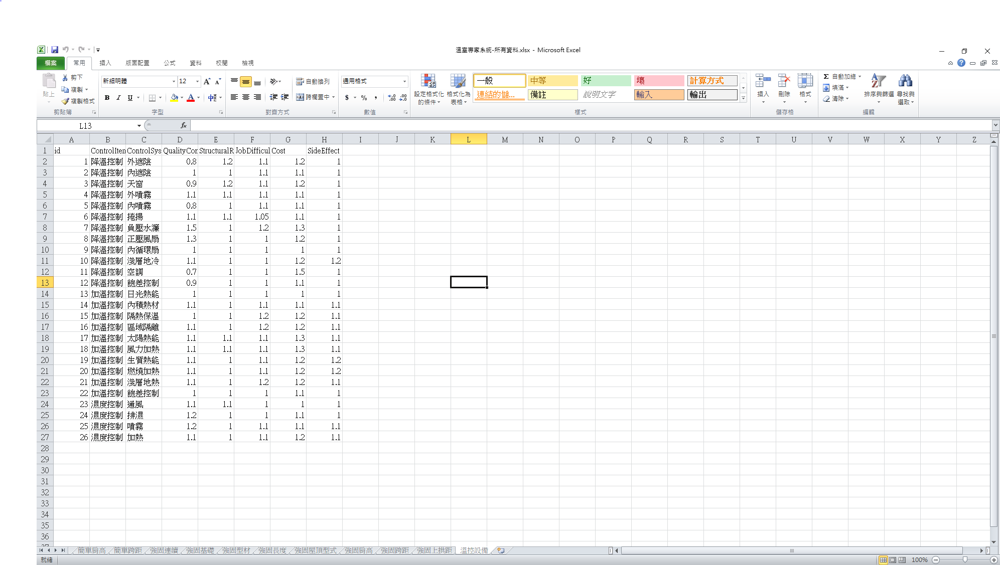 溫室專家系統-所有資料.xlsx - Microsoft Excel
檔案 常用 插入 版面配置 公式 資料 校閱 檢視
貼上 剪下 複製 複製格式 剪貼簿
新細明體 12 B I U 中 字型
自動換列 跨欄置中 對齊方式
通用格式 $ % , .00 .00 數值
設定格式化的條件 格式化為表格
一般 中等 好 壞 計算方式
連結的儲... 備註 說明文字 輸入 輸出
樣式
插入 刪除 格式 儲存格
Σ 自動加總 填滿 清除 排序與篩選 尋找與選取 編輯
L13 fx
A B C D E F G H I J K L M N O P Q R S T U V W X Y Z
1 id ControlIten ControlSys QualityCor StructuralR JobDifficul Cost SideEffect
2 1 降溫控制 外遮陰 0.8 1.2 1.1 1.2 1
3 2 降溫控制 內遮陰 1 1 1.1 1.1 1
4 3 降溫控制 天窗 0.9 1.2 1.1 1.2 1
5 4 降溫控制 外噴霧 1.1 1.1 1.1 1.1 1
6 5 降溫控制 內噴霧 0.8 1 1.1 1.1 1
7 6 降溫控制 捲揚 1.1 1.1 1.05 1.1 1
8 7 降溫控制 負壓水濂 1.5 1 1.2 1.3 1
9 8 降溫控制 正壓風扇 1.3 1 1 1.2 1
10 9 降溫控制 內循環扇 1 1 1 1 1
11 10 降溫控制 淺層地冷 1.1 1 1 1.2 1.2
12 11 降溫控制 空調 0.7 1 1 1.5 1
13 12 降溫控制 飽差控制 0.9 1 1 1.1 1
14 13 加溫控制 日光熱能 1 1 1 1 1
15 14 加溫控制 內積熱材 1.1 1 1.1 1.1 1.1
16 15 加溫控制 隔熱保溫 1 1 1.2 1.2 1.1
17 16 加溫控制 區域隔離 1.1 1 1.2 1.2 1.1
18 17 加溫控制 太陽熱能 1.1 1.1 1.1 1.3 1.1
19 18 加溫控制 風力加熱 1.1 1.1 1.1 1.3 1.1
20 19 加溫控制 生質熱能 1.1 1 1.1 1.2 1.2
21 20 加溫控制 燃燒加熱 1.1 1 1.1 1.2 1.2
22 21 加溫控制 淺層地熱 1.1 1 1.2 1.2 1.1
23 22 加溫控制 飽差控制 1 1 1 1.1 1
24 23 濕度控制 通風 1.1 1.1 1 1 1
25 24 濕度控制 排濕 1.2 1 1 1.1 1
26 25 濕度控制 噴霧 1.2 1 1.1 1.1 1.1
27 26 濕度控制 加熱 1.1 1 1.1 1.2 1.1
28
29
30
31
32
33
34
35
36
簡單肩高 簡單跨距 強固連續 強固基礎 強固型材 強固長度 強固屋頂型式 強固肩高 強固跨距 強固上拱距 溫控設備
就緒 100%